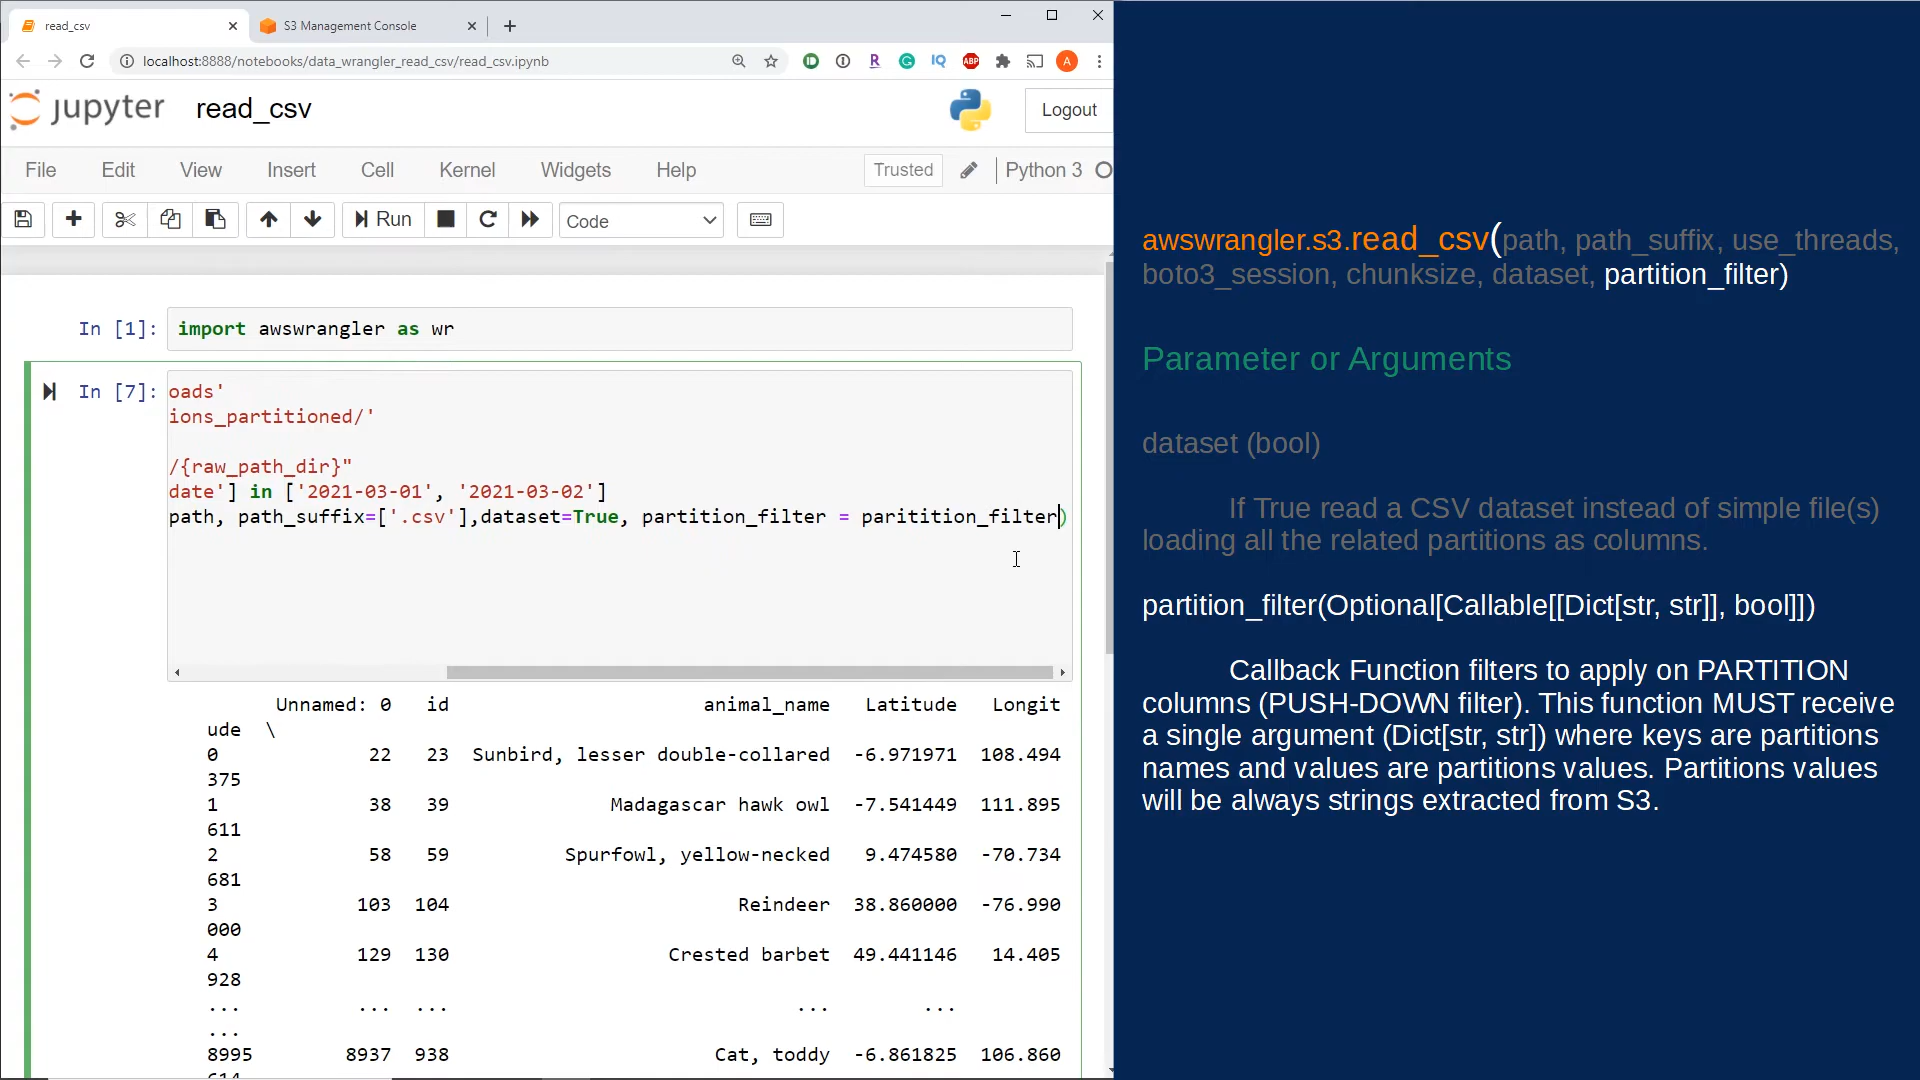 read_csv
S3 Management Console
localhost:8888/notebooks/data_wrangler_read_csv/read_csv.ipynb
R
IQ
ABP
A
jupyter read_csv
Logout
File Edit View Insert Cell Kernel Widgets Help
Trusted
Python 3
Run
Code
In [1]: import awswrangler as wr
In [7]: oads'
ions_partitioned/'
/{raw_path_dir}"
date'] in ['2021-03-01', '2021-03-02']
path, path_suffix=['.csv'],dataset=True, partition_filter = paritition_filter)
Unnamed: 0 id animal_name Latitude Longit
ude \
0 22 23 Sunbird, lesser double-collared -6.971971 108.494
375
1 38 39 Madagascar hawk owl -7.541449 111.895
611
2 58 59 Spurfowl, yellow-necked 9.474580 -70.734
681
3 103 104 Reindeer 38.860000 -76.990
000
4 129 130 Crested barbet 49.441146 14.405
928
... ... ... ... ...
...
8995 8937 938 Cat, toddy -6.861825 106.860
614
awswrangler.s3.read_csv(path, path_suffix, use_threads,
boto3_session, chunksize, dataset, partition_filter)
Parameter or Arguments
dataset (bool)
If True read a CSV dataset instead of simple file(s)
loading all the related partitions as columns.
partition_filter(Optional[Callable[[Dict[str, str]], bool]])
Callback Function filters to apply on PARTITION
columns (PUSH-DOWN filter). This function MUST receive
a single argument (Dict[str, str]) where keys are partitions
names and values are partitions values. Partitions values
will be always strings extracted from S3.